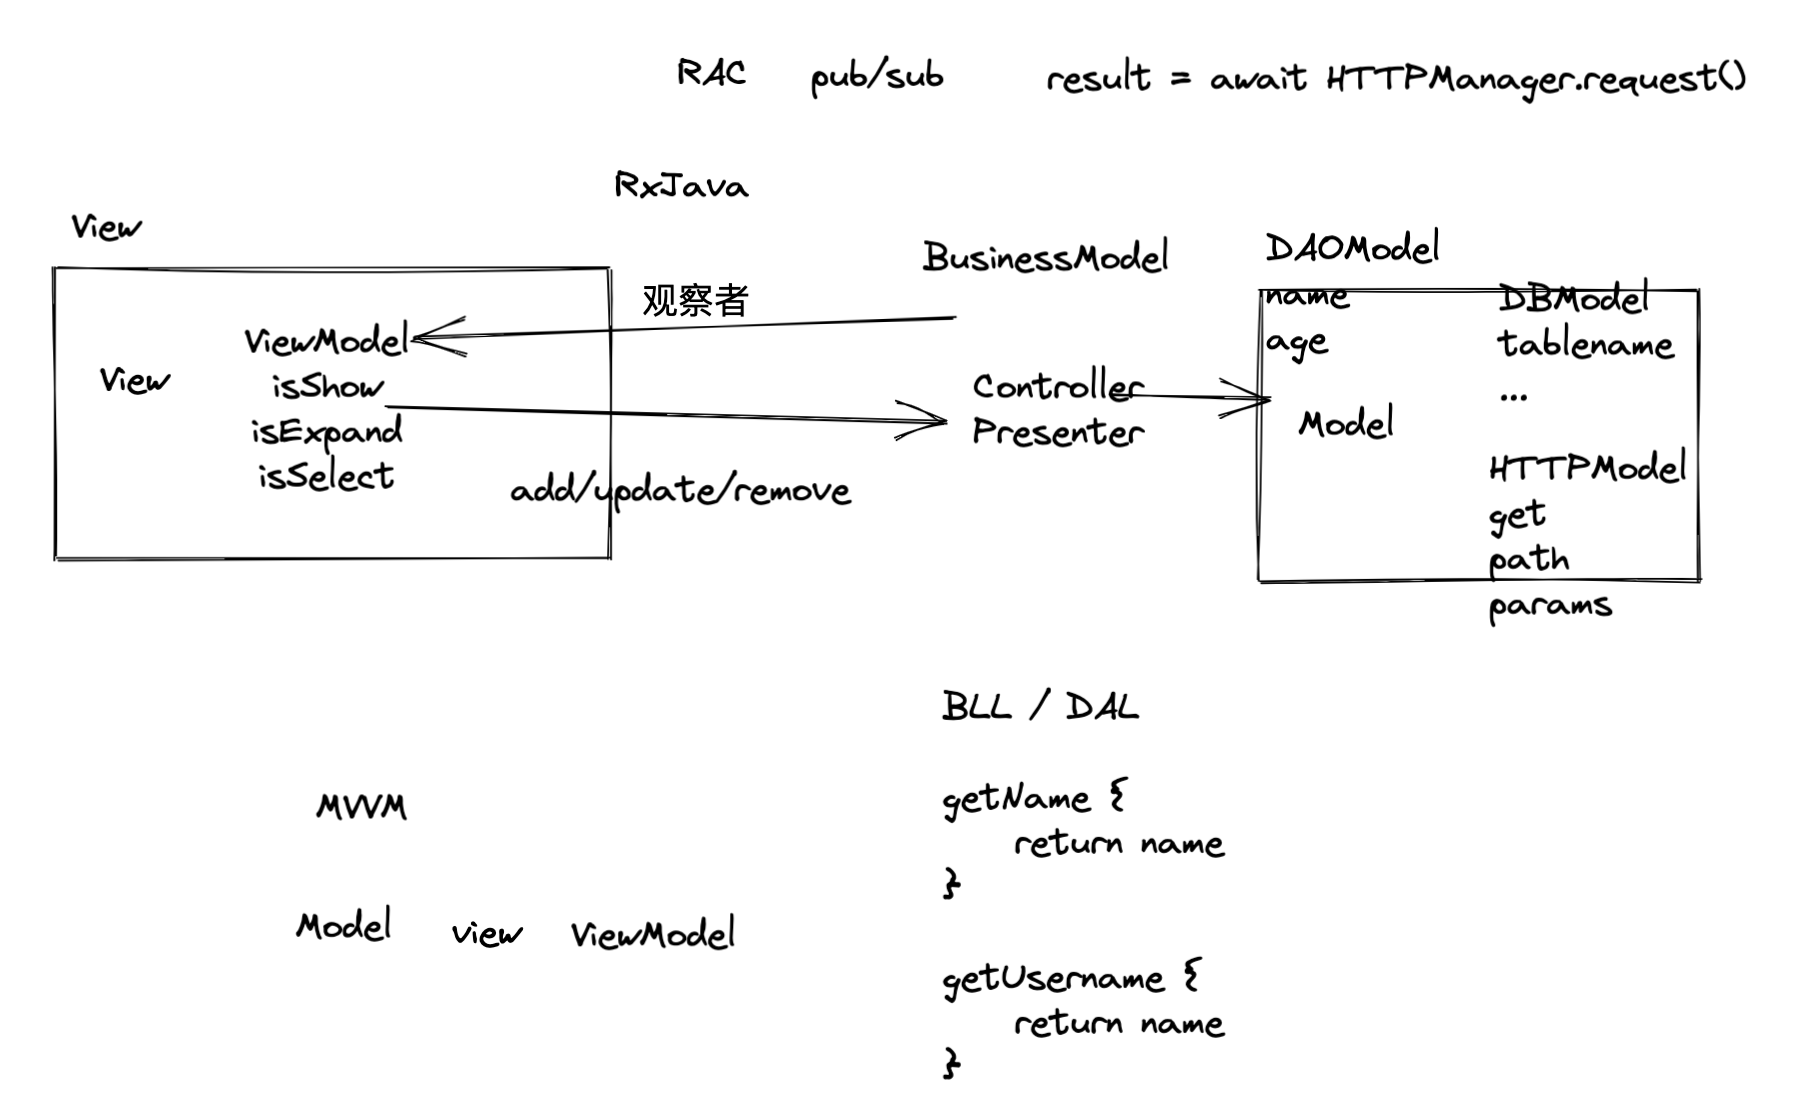 RAC pub/sub result = await HTTPManager.request()
RxJava
View
BusinessModel
DAOModel
观察者
ViewModel
isShow
isExpand
isSelect
View
add/update/remove
Controller
Presenter
name
age
Model
DBModel
tablename
...
HTTPModel
get
path
params
BLL / DAL
getName {
return name
}
getUsername {
return name
}
MVVM
Model view ViewModel